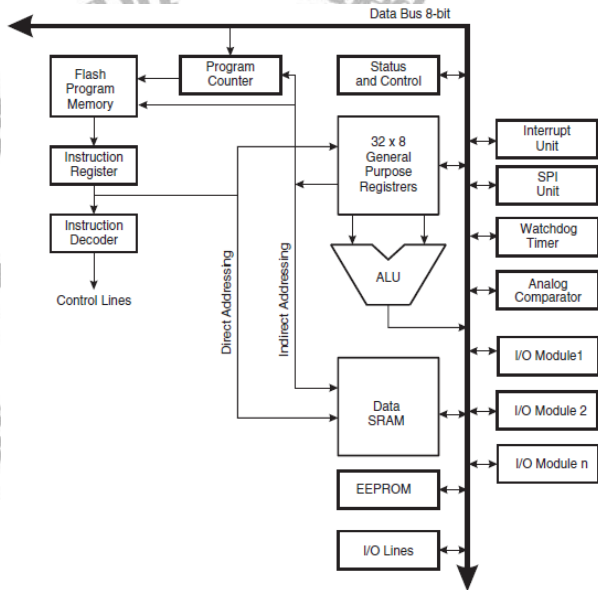 Data Bus 8-bit
Flash
Program
Memory
Program
Counter
Status
and Control
Instruction
Register
32 x 8
General
Purpose
Registrers
Interrupt
Unit
SPI
Unit
Instruction
Decoder
Watchdog
Timer
Control Lines
Direct Addressing
Indirect Addressing
ALU
Analog
Comparator
I/O Module1
Data
SRAM
I/O Module 2
I/O Module n
EEPROM
I/O Lines